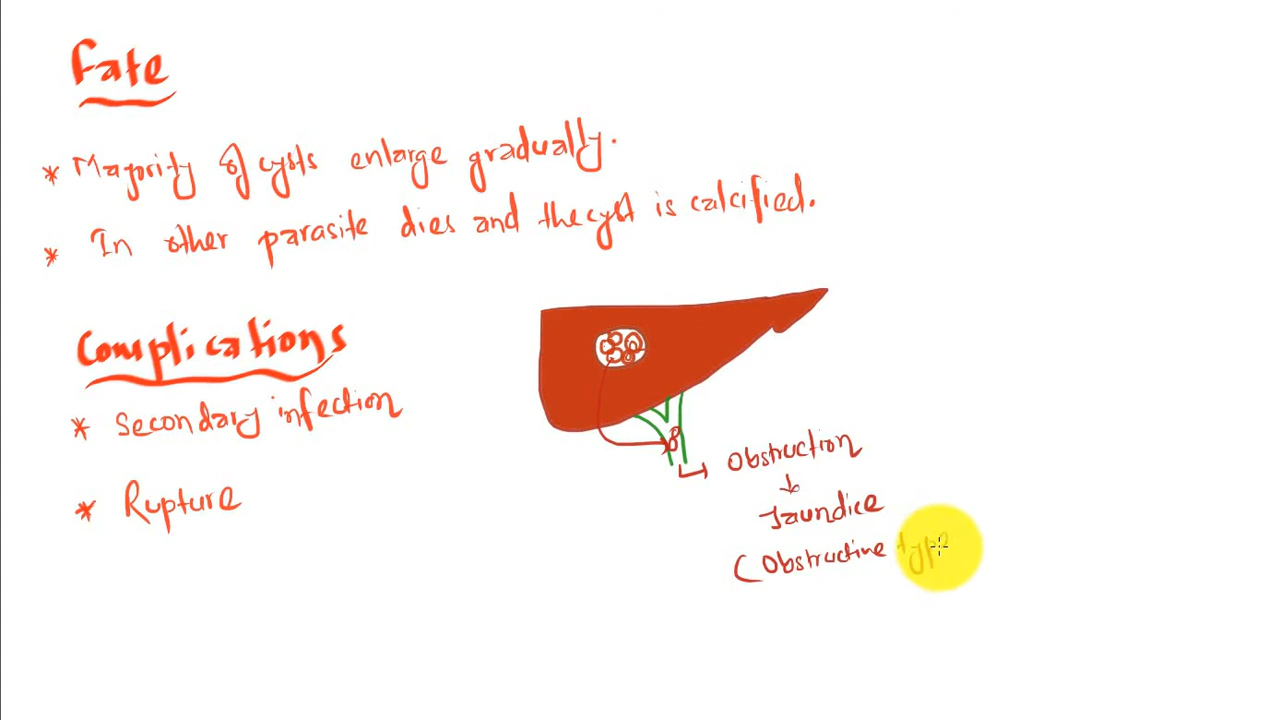 Fate
* Majority of cysts enlarge gradually.
* In other parasite dies and the cyst is calcified.
Complications
* Secondary infection
* Rupture
Obstruction
Jaundice
(Obstructive type